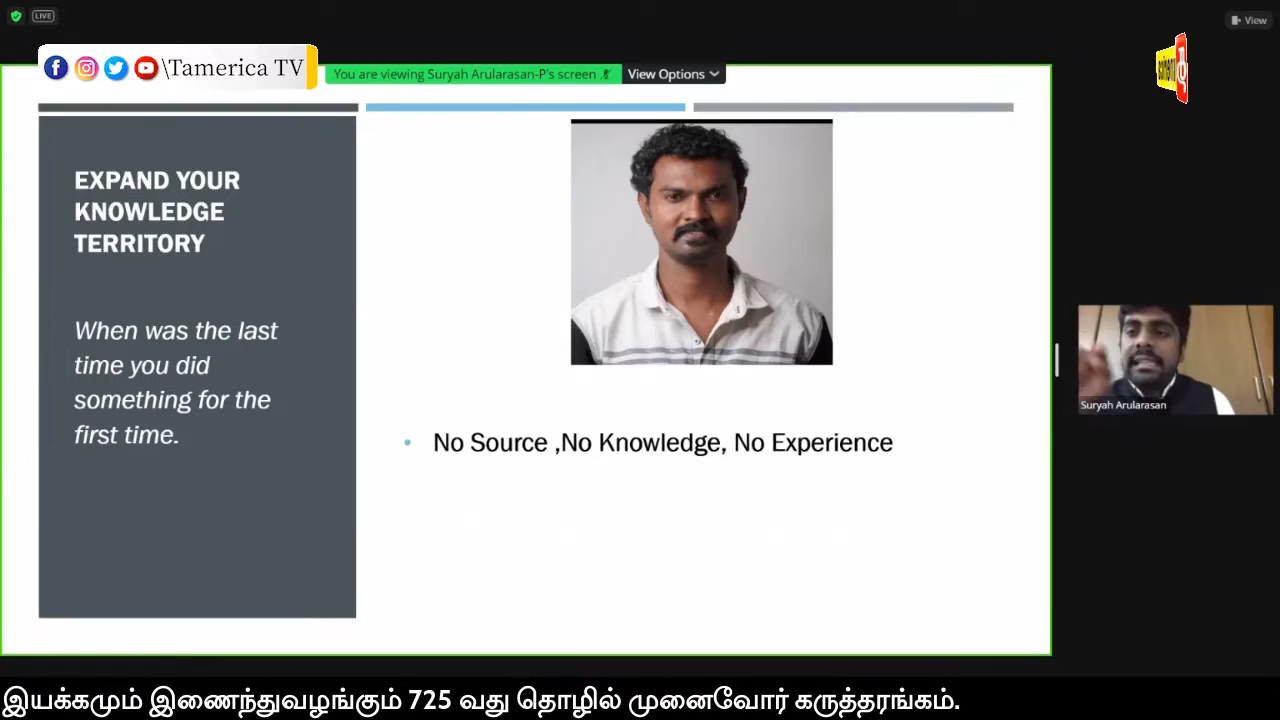 LIVE
View
\Tamerica TV
You are viewing Suryah Arularasan-P's screen
View Options
EXPAND YOUR
KNOWLEDGE
TERRITORY
When was the last
time you did
something for the
first time.
• No Source ,No Knowledge, No Experience
Suryah Arularasan
இயக்கமும் இணைந்துவழங்கும் 725 வது தொழில் முனைவோர் கருத்தரங்கம்.